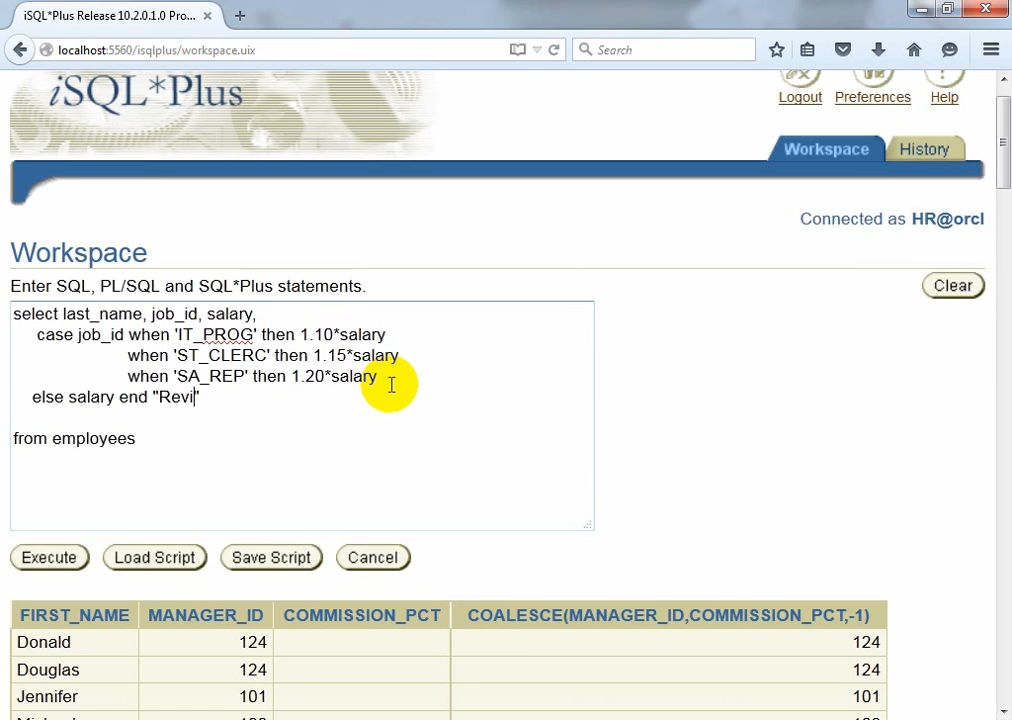 iSQL*Plus Release 10.2.0.1.0 Pro...
localhost:5560/isqlplus/workspace.uix
Search
iSQL*Plus
Logout Preferences Help
Workspace History
Connected as HR@orcl
Workspace
Enter SQL, PL/SQL and SQL*Plus statements.
Clear
select last_name, job_id, salary,
case job_id when 'IT_PROG' then 1.10*salary
when 'ST_CLERC' then 1.15*salary
when 'SA_REP' then 1.20*salary
else salary end "Revi"
from employees
Execute Load Script Save Script Cancel
FIRST_NAME MANAGER_ID COMMISSION_PCT COALESCE(MANAGER_ID,COMMISSION_PCT,-1)
Donald 124 124
Douglas 124 124
Jennifer 101 101